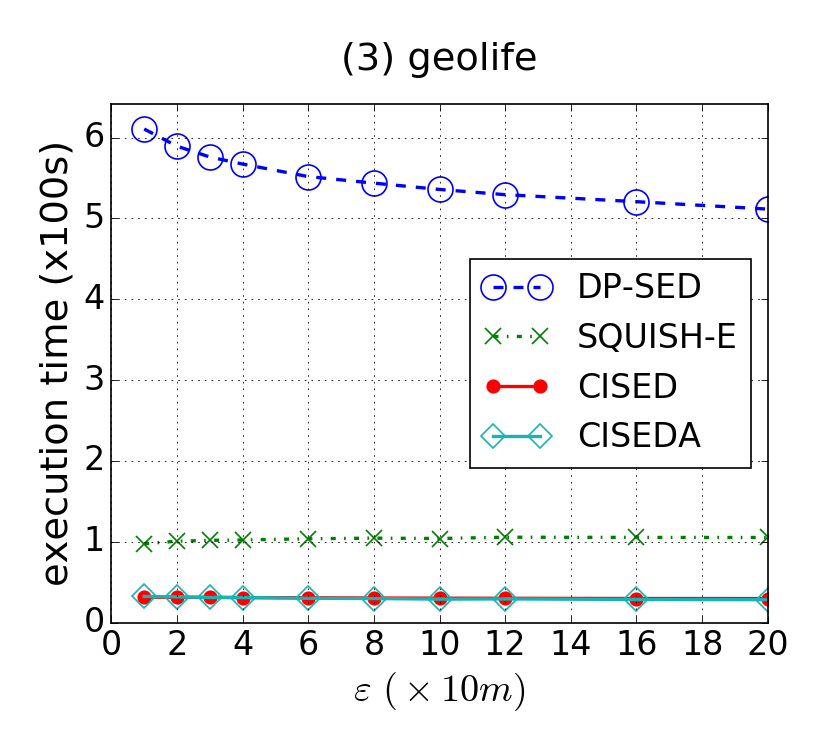 (3) geolife
execution time (x100s)
6
5
4
3
2
1
0
DP-SED
SQUISH-E
CISED
CISEDA
0 2 4 6 8 10 12 14 16 18 20
ε (×10m)